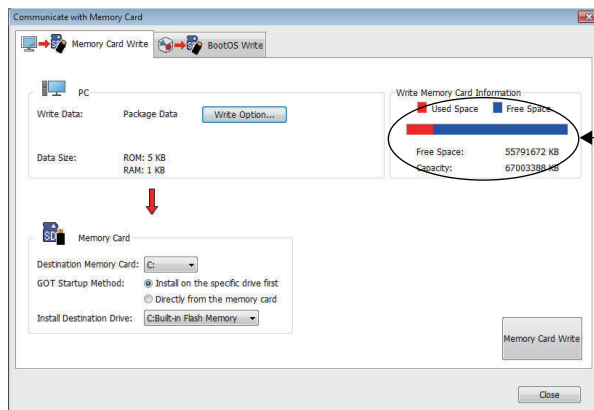 Communicate with Memory Card
Memory Card Write
BootOS Write
PC
Write Data: Package Data Write Option...
Data Size: ROM: 5 KB
RAM: 1 KB
Write Memory Card Information
Used Space Free Space
Free Space: 55791672 KB
Capacity: 67003388 KB
SD Memory Card
Destination Memory Card: C:
GOT Startup Method: Install on the specific drive first
Directly from the memory card
Install Destination Drive: C:Built-in Flash Memory
Memory Card Write
Close